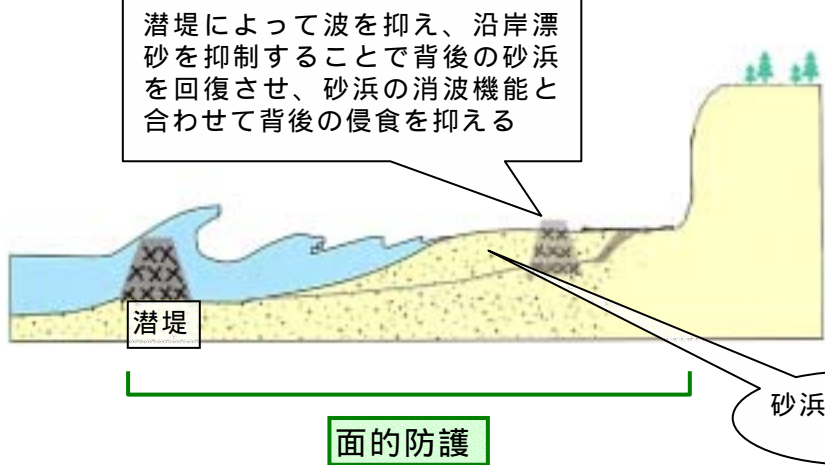 潜堤によって波を抑え、沿岸漂
砂を抑制することで背後の砂浜
を回復させ、砂浜の消波機能と
合わせて背後の侵食を抑える
潜堤
砂浜
面的防護